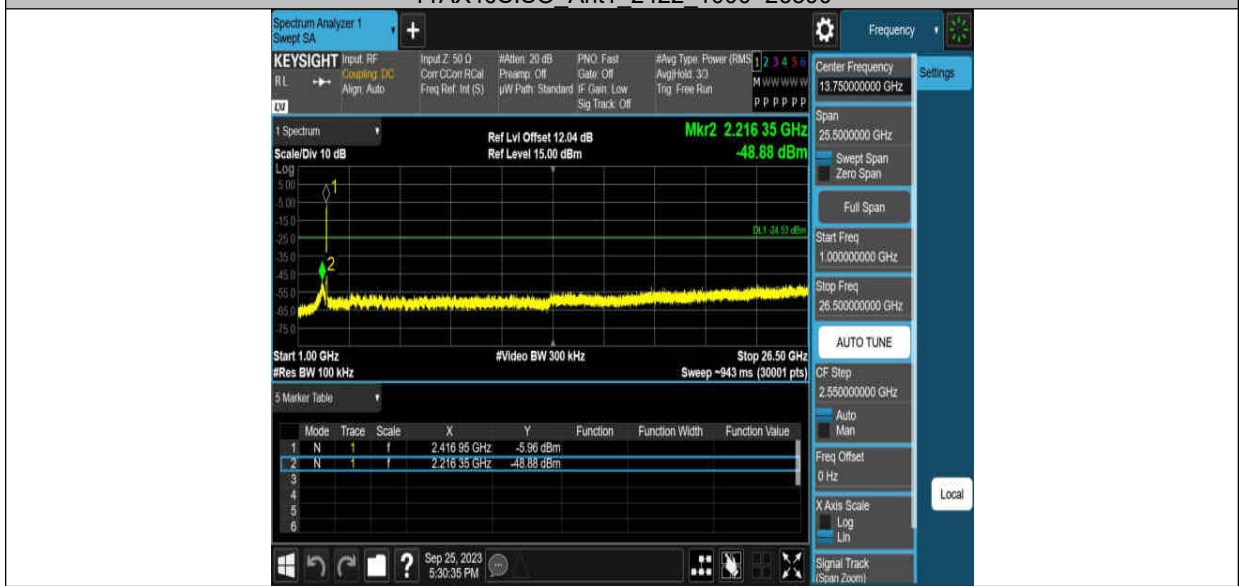 Spectrum Analyzer 1
Swept SA
+
Frequency
KEYSIGHT
RL
LXI
Input: RF
Coupling: DC
Align: Auto
Input Z: 50 Ω
Corr CCorr RCal
Freq Ref: Int (S)
#Atten: 20 dB
Preamp: Off
µW Path: Standard
PNO: Fast
Gate: Off
IF Gain: Low
Sig Track: Off
#Avg Type: Power (RMS
Avg|Hold: 3/3
Trig: Free Run
1 2 3 4 5 6
M W W W W W
P P P P P P
1 Spectrum
Scale/Div 10 dB
Ref Lvl Offset 12.04 dB
Ref Level 15.00 dBm
Mkr2 2.216 35 GHz
-48.88 dBm
Log
5.00
-5.00
-15.0
-25.0
-35.0
-45.0
-55.0
-65.0
-75.0
1
2
DL1 -24.53 dBm
Start 1.00 GHz
#Res BW 100 kHz
#Video BW 300 kHz
Stop 26.50 GHz
Sweep ~943 ms (30001 pts)
5 Marker Table
Mode Trace Scale X Y Function Function Width Function Value
1 N 1 f 2.416 95 GHz -5.96 dBm
2 N 1 f 2.216 35 GHz -48.88 dBm
3
4
5
6
Sep 25, 2023
5:30:35 PM
Center Frequency
13.750000000 GHz
Settings
Span
25.5000000 GHz
Swept Span
Zero Span
Full Span
Start Freq
1.000000000 GHz
Stop Freq
26.500000000 GHz
AUTO TUNE
CF Step
2.550000000 GHz
Auto
Man
Freq Offset
0 Hz
X Axis Scale
Log
Lin
Local
Signal Track
(Span Zoom)